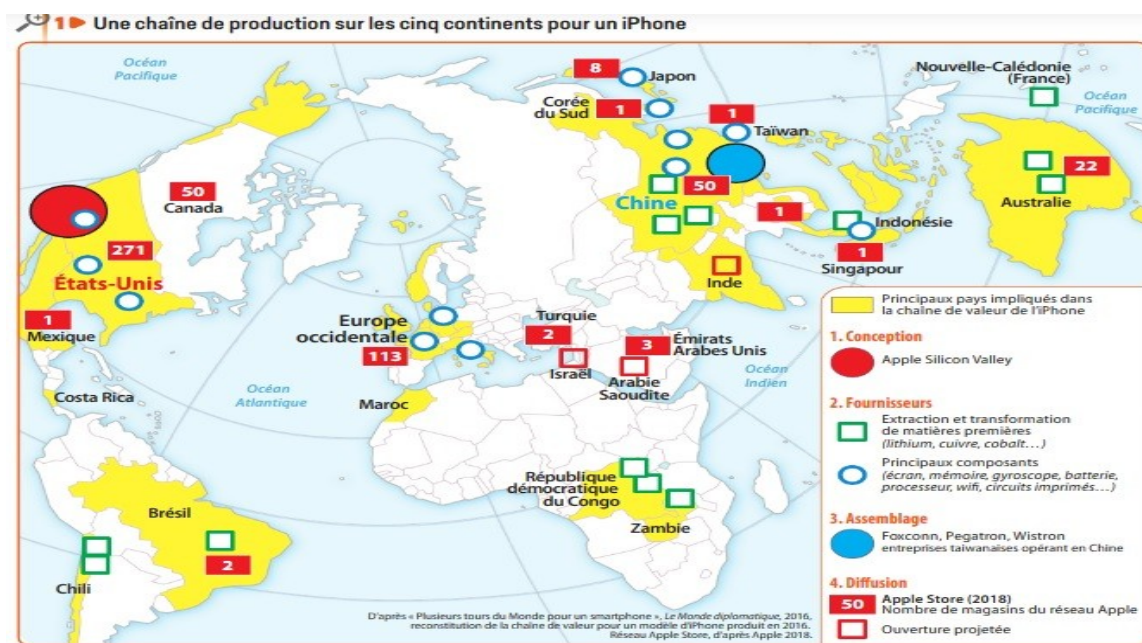 1 ▶ Une chaîne de production sur les cinq continents pour un iPhone
Océan
Pacifique
8
Japon
Corée
du Sud
1
1
Taïwan
Nouvelle-Calédonie
(France)
Océan
Pacifique
50
Canada
50
Chine
22
Australie
1
Indonésie
1
Singapour
271
États-Unis
Inde
1
Mexique
Europe
occidentale
113
Turquie
2
Israël
3
Émirats
Arabes Unis
Arabie
Saoudite
Océan
Indien
Océan
Atlantique
Costa Rica
Maroc
République
démocratique
du Congo
Zambie
Brésil
2
Chili
Principaux pays impliqués dans
la chaîne de valeur de l'iPhone
1. Conception
Apple Silicon Valley
2. Fournisseurs
Extraction et transformation
de matières premières
(lithium, cuivre, cobalt...)
Principaux composants
(écran, mémoire, gyroscope, batterie,
processeur, wifi, circuits imprimés...)
3. Assemblage
Foxconn, Pegatron, Wistron
entreprises taiwanaises opérant en Chine
4. Diffusion
50
Apple Store (2018)
Nombre de magasins du réseau Apple
Ouverture projetée
D'après « Plusieurs tours du Monde pour un smartphone », Le Monde diplomatique, 2016,
reconstitution de la chaîne de valeur pour un modèle d'iPhone produit en 2016.
Réseau Apple Store, d'après Apple 2018.